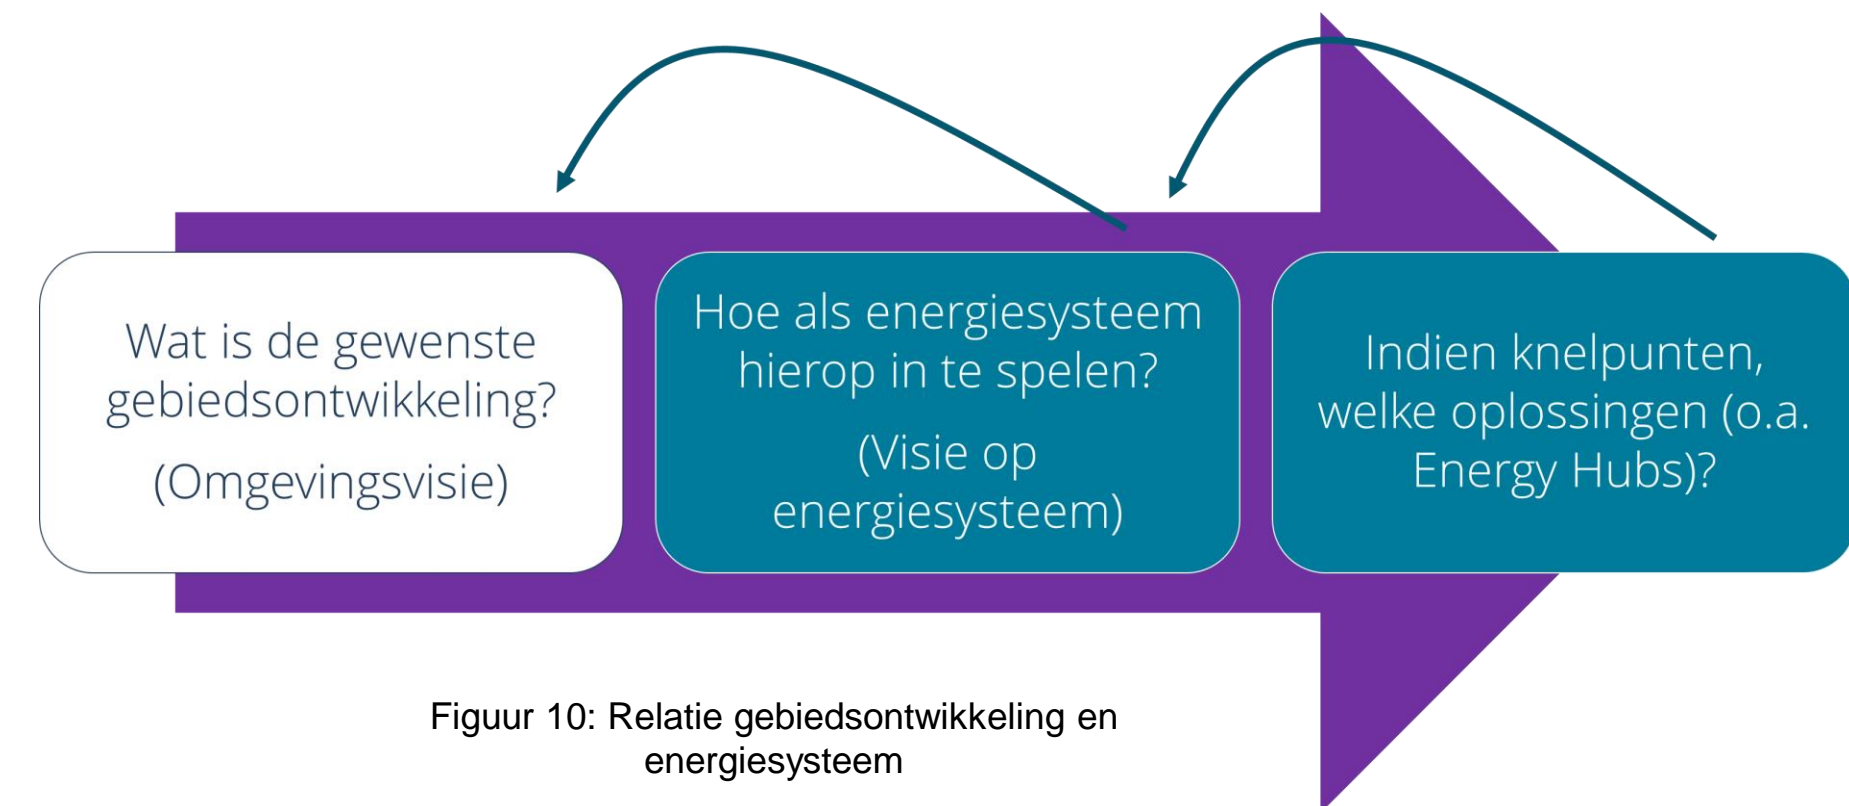 Wat is de gewenste
gebiedsontwikkeling?
(Omgevingsvisie)
Hoe als energiesysteem
hierop in te spelen?
(Visie op
energiesysteem)
Indien knelpunten,
welke oplossingen (o.a.
Energy Hubs)?
Figuur 10: Relatie gebiedsontwikkeling en
energiesysteem